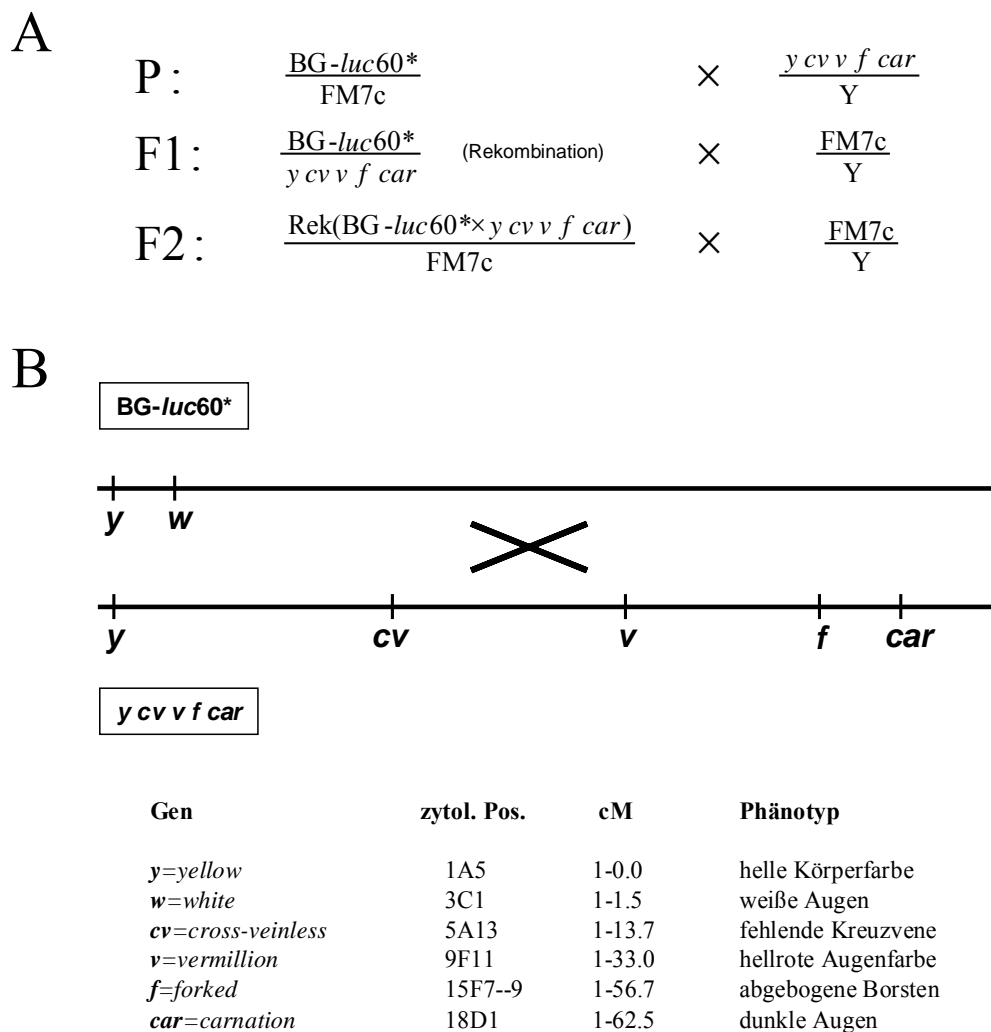 A
P: BG-luc60* / FM7c × y cv v f car / Y
F1: BG-luc60* / y cv v f car (Rekombination) × FM7c / Y
F2: Rek(BG-luc60*×y cv v f car) / FM7c × FM7c / Y
B
BG-luc60*
y w
y cv v f car
y cv v f car
Gen zytol. Pos. cM Phänotyp
y=yellow 1A5 1-0.0 helle Körperfarbe
w=white 3C1 1-1.5 weiße Augen
cv=cross-veinless 5A13 1-13.7 fehlende Kreuzvene
v=vermillion 9F11 1-33.0 hellrote Augenfarbe
f=forked 15F7--9 1-56.7 abgebogene Borsten
car=carnation 18D1 1-62.5 dunkle Augen